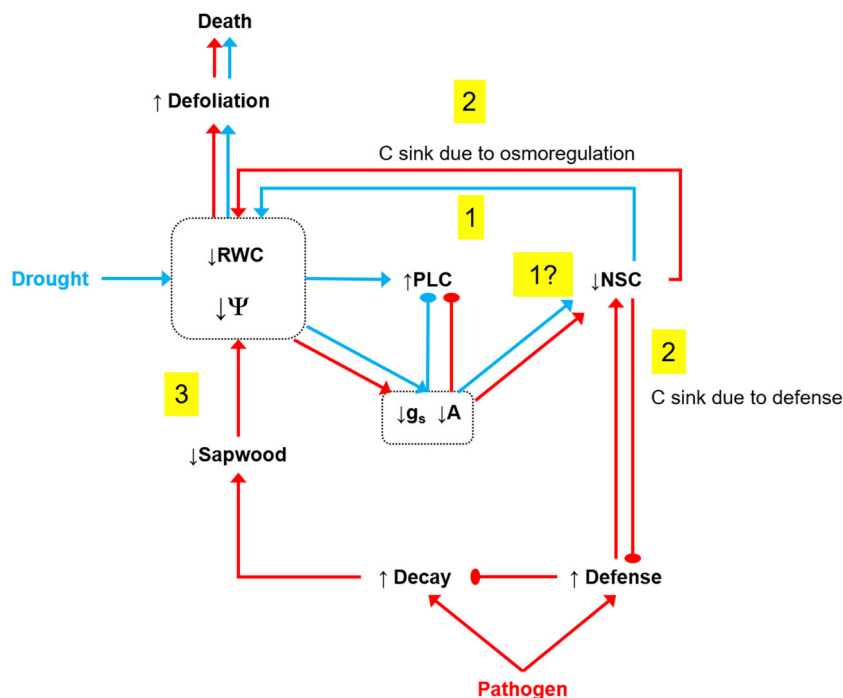 Death
↑ Defoliation
2
C sink due to osmoregulation
1
↓RWC
Drought
↑PLC
1?
↓NSC
↓Ψ
2
3
C sink due to defense
↓gs ↓A
↓Sapwood
↑ Decay
↑ Defense
Pathogen